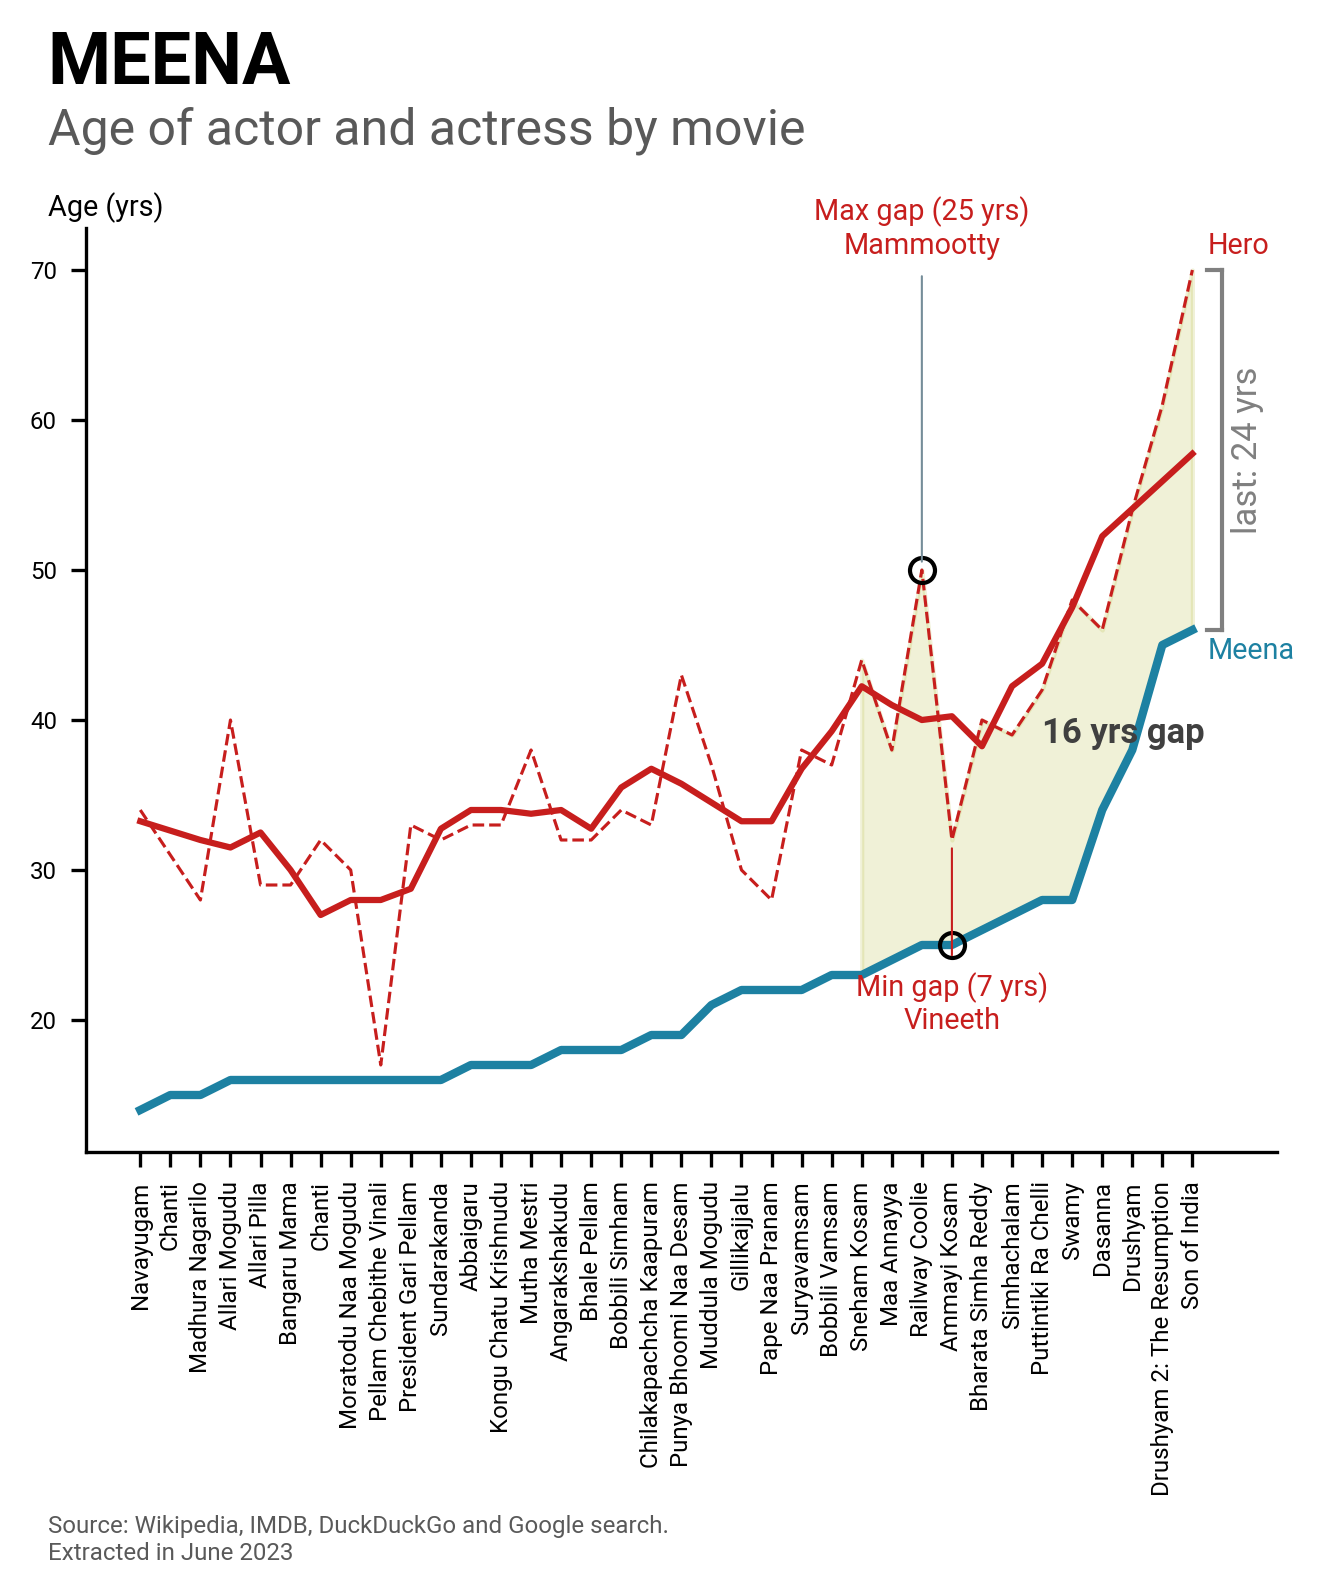 MEENA
Age of actor and actress by movie
Age (yrs)
Max gap (25 yrs)
Mammootty
Hero
70
60
50
40
30
20
last: 24 yrs
Meena
16 yrs gap
Min gap (7 yrs)
Vineeth
Navayugam
Chanti
Madhura Nagarilo
Allari Mogudu
Allari Pilla
Bangaru Mama
Chanti
Moratodu Naa Mogudu
Pellam Chebithe Vinali
President Gari Pellam
Sundarakanda
Abbaigaru
Kongu Chatu Krishnudu
Mutha Mestri
Angarakshakudu
Bhale Pellam
Bobbili Simham
Chilakapachcha Kaapuram
Punya Bhoomi Naa Desam
Muddula Mogudu
Gillikajjalu
Pape Naa Pranam
Suryavamsam
Bobbili Vamsam
Sneham Kosam
Maa Annayya
Railway Coolie
Ammayi Kosam
Bharata Simha Reddy
Simhachalam
Puttintiki Ra Chelli
Swamy
Dasanna
Drushyam
Drushyam 2: The Resumption
Son of India
Source: Wikipedia, IMDB, DuckDuckGo and Google search.
Extracted in June 2023